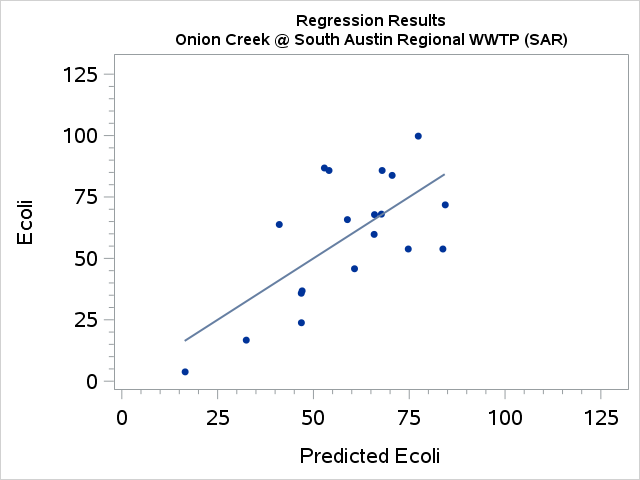 Regression Results
Onion Creek @ South Austin Regional WWTP (SAR)
125
100
75
50
25
0
Ecoli
0 25 50 75 100 125
Predicted Ecoli